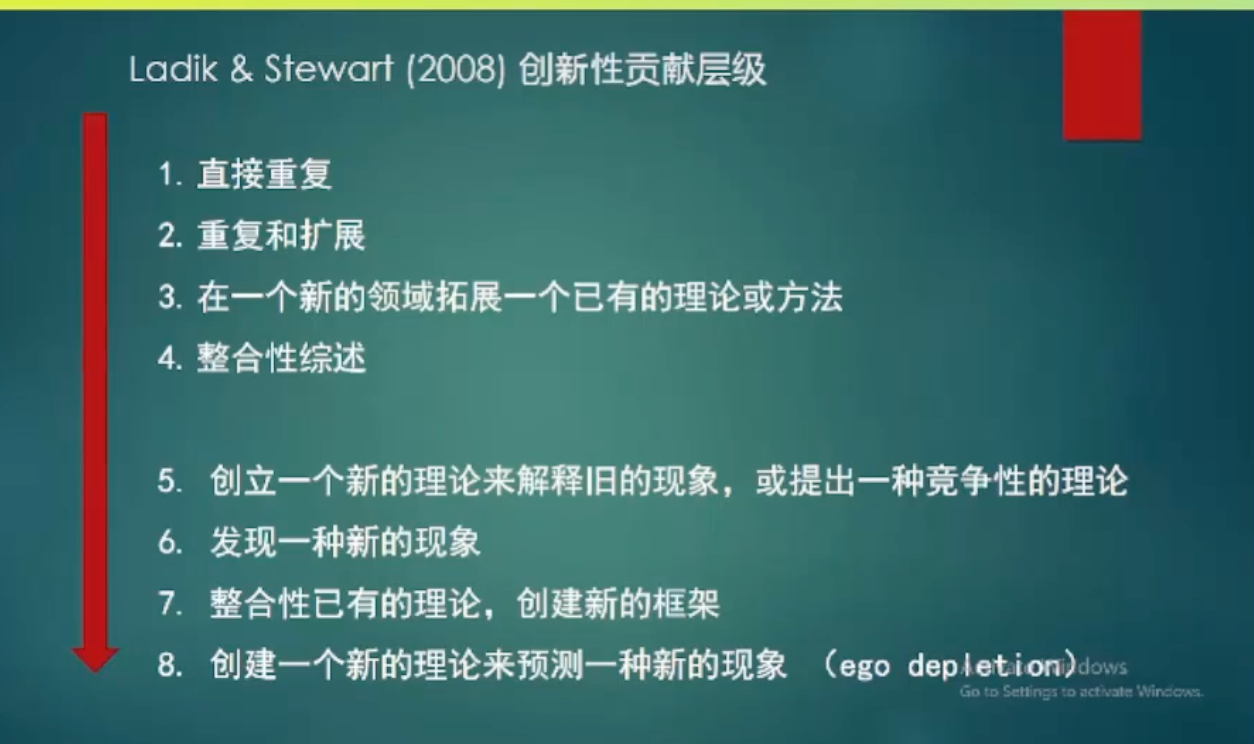 Ladik & Stewart (2008) 创新性贡献层级
1. 直接重复
2. 重复和扩展
3. 在一个新的领域拓展一个已有的理论或方法
4. 整合性综述
5. 创立一个新的理论来解释旧的现象，或提出一种竞争性的理论
6. 发现一种新的现象
7. 整合性已有的理论，创建新的框架
8. 创建一个新的理论来预测一种新的现象 （ego depletion）
Activate Windows
Go to Settings to activate Windows.